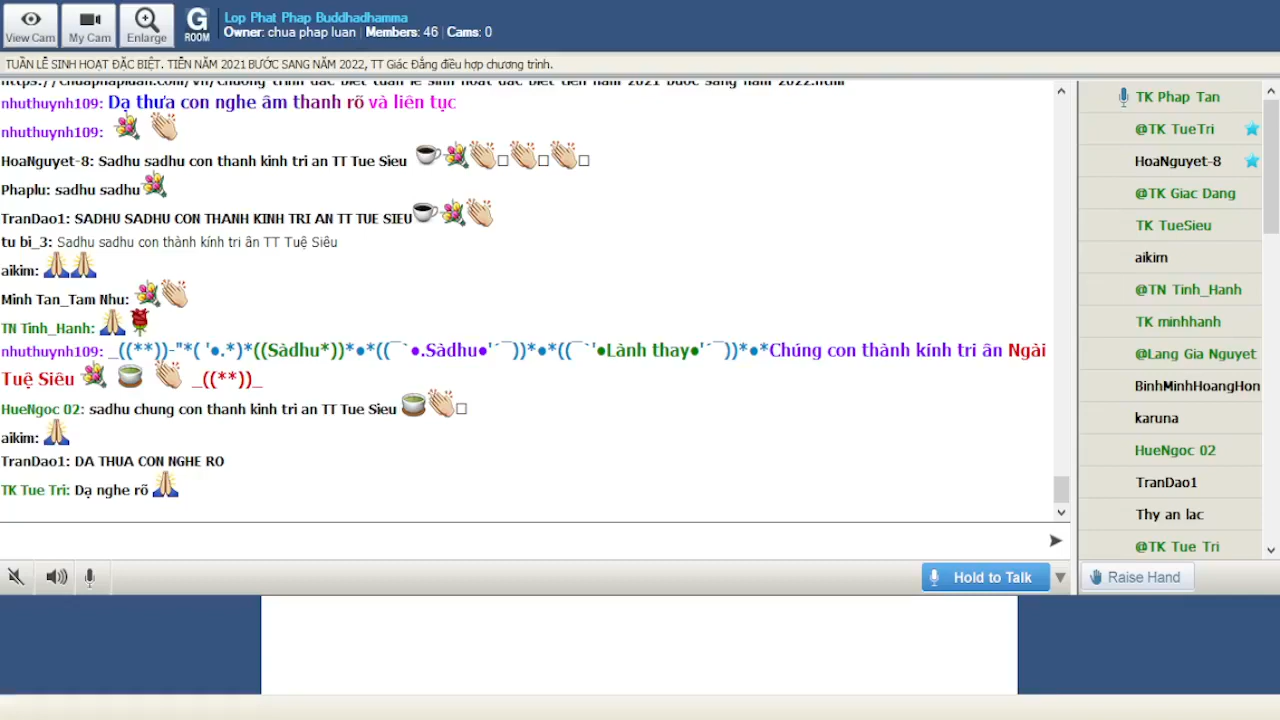 View Cam
My Cam
Enlarge
G
ROOM
Lop Phat Phap Buddhadhamma
Owner: chua phap luan Members: 46 Cams: 0
TUẦN LỄ SINH HOẠT ĐẶC BIỆT. TIỄN NĂM 2021 BƯỚC SANG NĂM 2022, TT Giác Đẳng điều hợp chương trình.
nhuthuynh109: Dạ thưa con nghe âm thanh rõ và liên tục
nhuthuynh109:
HoaNguyet-8: Sadhu sadhu con thanh kinh tri an TT Tue Sieu
Phaplu: sadhu sadhu
TranDao1: SADHU SADHU CON THANH KINH TRI AN TT TUE SIEU
tu bi_3: Sadhu sadhu con thành kính tri ân TT Tuệ Siêu
aikim:
Minh Tan_Tam Nhu:
TN Tinh_Hanh:
nhuthuynh109: _((**))-"*( '●.*)*((Sàdhu*))*●*((¯`●.Sàdhu●'´¯))*●*((¯`'●Lành thay●'´¯))*●*Chúng con thành kính tri ân Ngài
Tuệ Siêu _((**))_
HueNgoc 02: sadhu chung con thanh kinh tri an TT Tue Sieu
aikim:
TranDao1: DA THUA CON NGHE RO
TK Tue Tri: Dạ nghe rõ
Hold to Talk
TK Phap Tan
@TK TueTri
HoaNguyet-8
@TK Giac Dang
TK TueSieu
aikim
@TN Tinh_Hanh
TK minhhanh
@Lang Gia Nguyet
BinhMinhHoangHon
karuna
HueNgoc 02
TranDao1
Thy an lac
@TK Tue Tri
Raise Hand